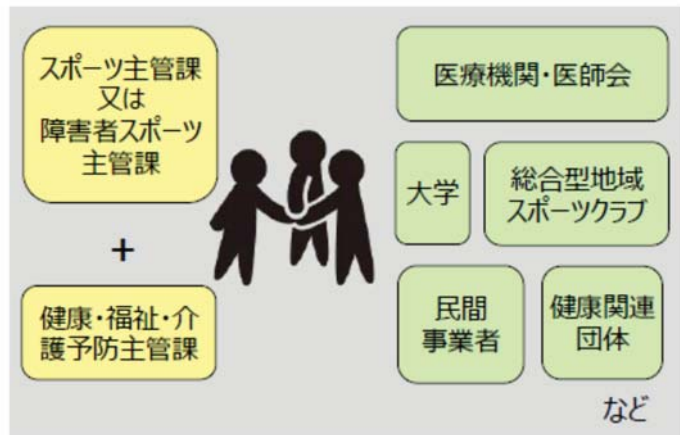 スポーツ主管課
又は
障害者スポーツ
主管課
+
健康・福祉・介
護予防主管課
医療機関・医師会
大学
総合型地域
スポーツクラブ
民間
事業者
健康関連
団体
など